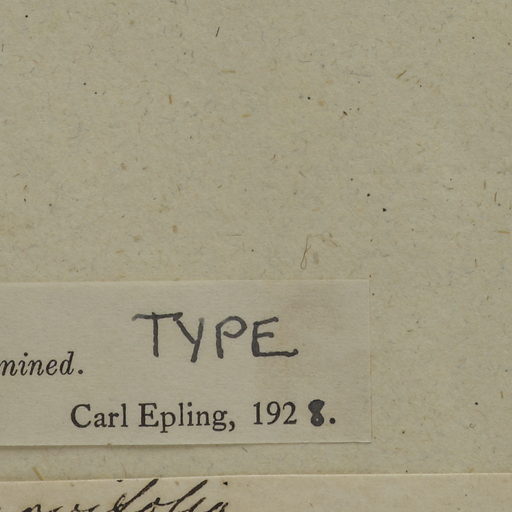 TYPE
mined.
Carl Epling, 1928.